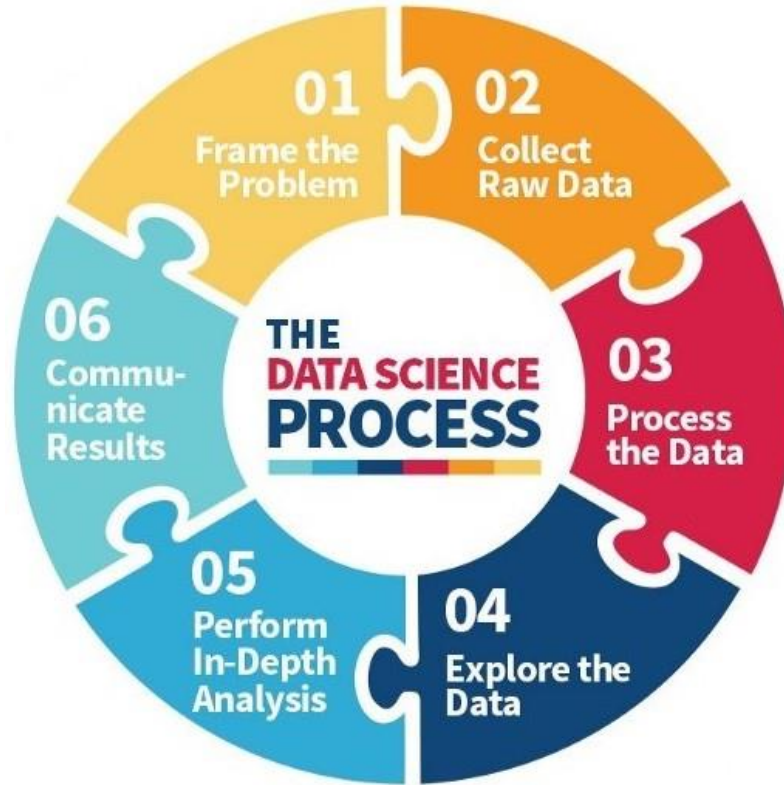 01
Frame the
Problem
02
Collect
Raw Data
03
Process
the Data
04
Explore the
Data
05
Perform
In-Depth
Analysis
06
Commu-
nicate
Results
THE
DATA SCIENCE
PROCESS